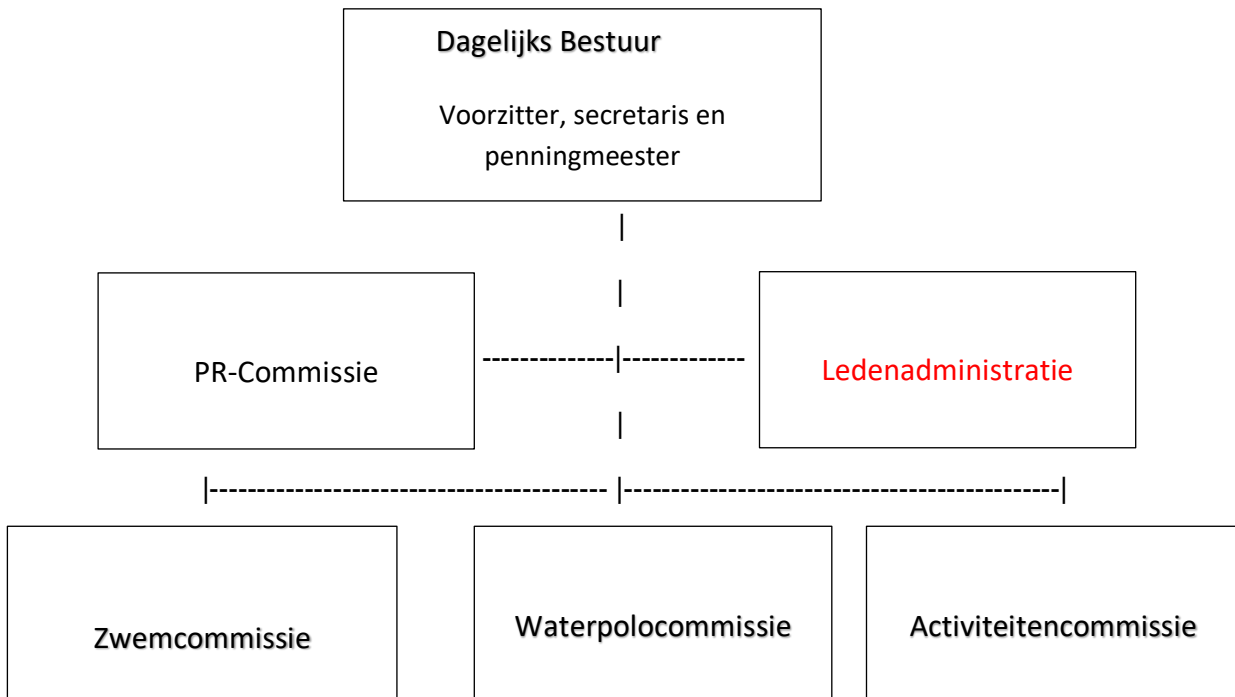 Dagelijks Bestuur
Voorzitter, secretaris en
penningmeester
PR-Commissie
Ledenadministratie
Zwemcommissie
Waterpolocommissie
Activiteitencommissie